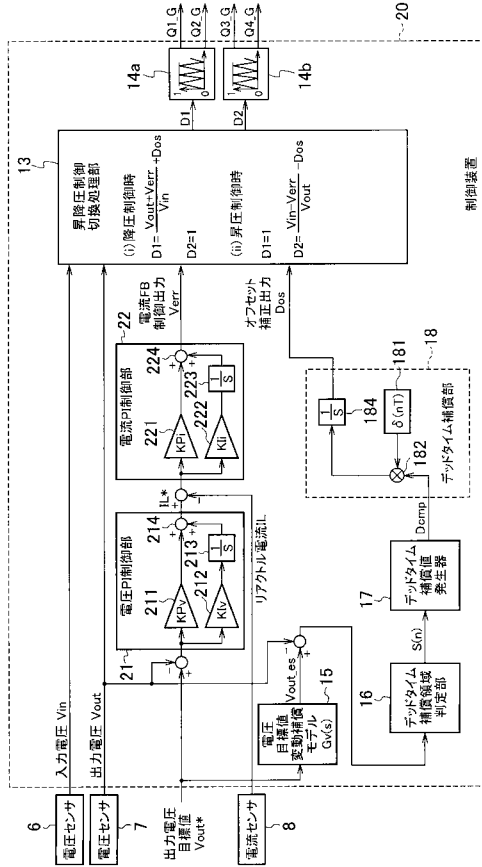 6
電圧センサ
7
電圧センサ
出力電圧
目標値
Vout*
電流センサ
8
入力電圧 Vin
出力電圧 Vout
21
電圧PI制御部
211
KPv
KIv
212
213
1
S
214
IL*
リアクトル電流IL
22
電流PI制御部
221
KPi
KIi
222
223
1
S
224
電流FB
制御出力
Verr
オフセット
補正出力
Dos
13
昇降圧制御
切換処理部
(i)降圧制御時
D1=
Vout+Verr
Vin
+Dos
D2=1
(ii)昇圧制御時
D1=1
D2=
Vin-Verr
Vout
-Dos
D1
D2
14a
1
0
Q1_G
Q2_G
14b
1
0
Q3_G
Q4_G
20
制御装置
電圧
目標値
変動補償
モデル
Gv(s)
15
Vout_es
16
デッドタイム
補償領域
判定部
S(n)
17
デッドタイム
補償値
発生器
Dcmp
18
1
S
184
181
δ(nT)
182
デッドタイム補償部